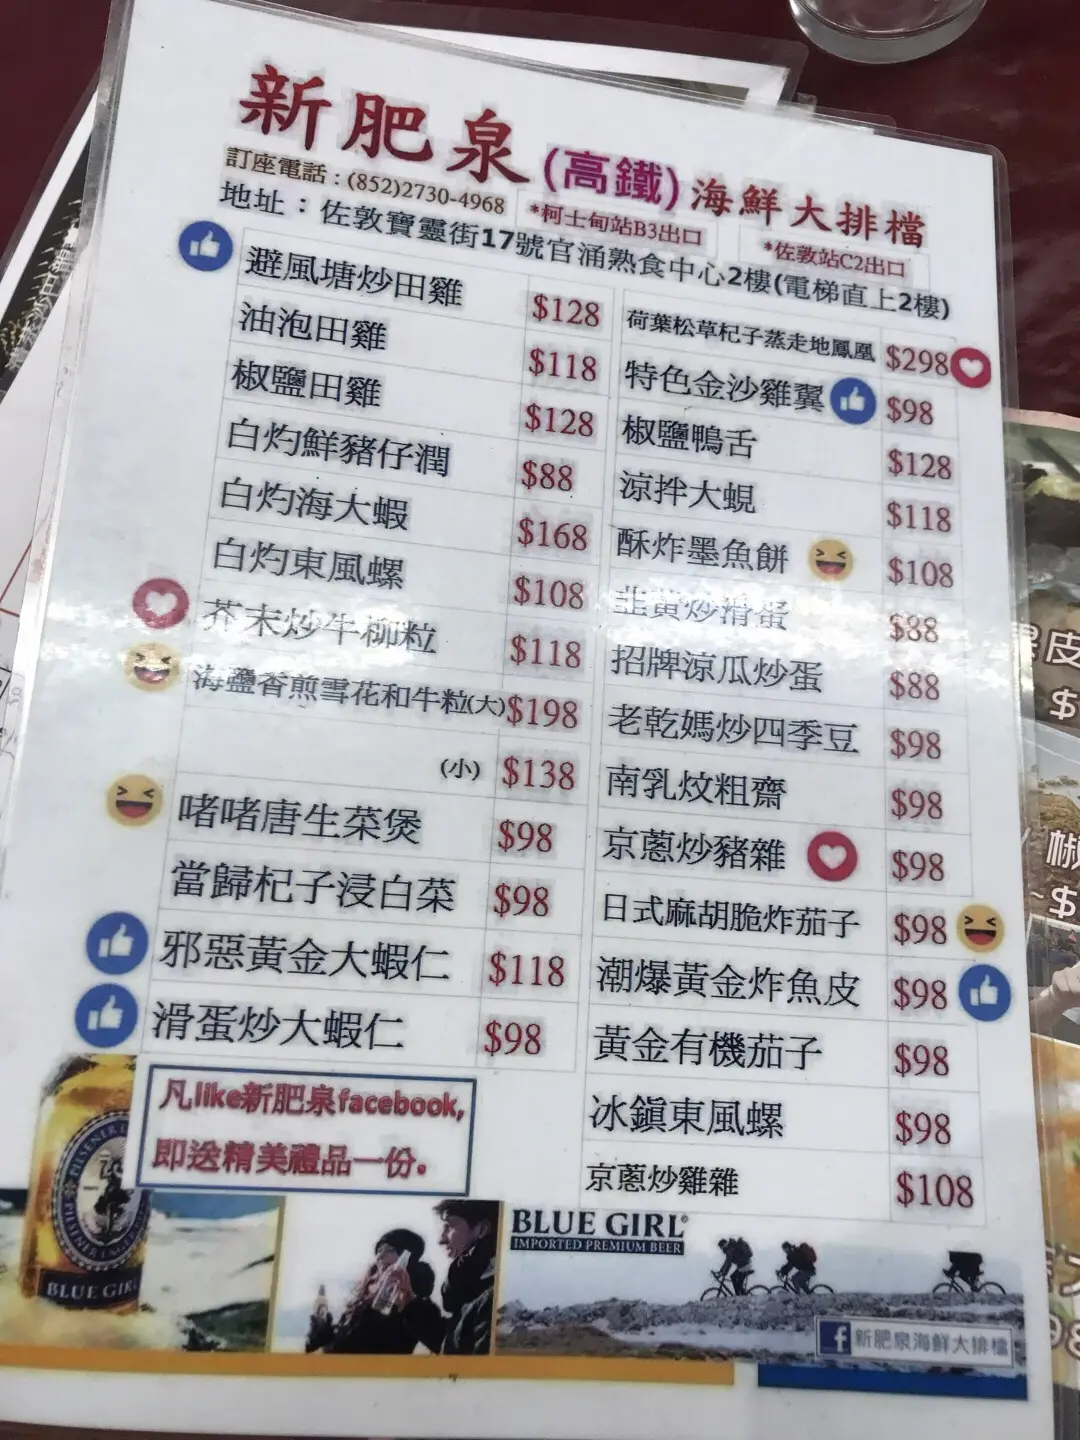 新肥泉(高鐵)海鮮大排檔
訂座電話：(852)2730-4968
*柯士甸站B3出口
*佐敦站C2出口
地址：佐敦寶靈街17號官涌熟食中心2樓(電梯直上2樓)
避風塘炒田雞 $128
油泡田雞 $118
椒鹽田雞 $128
白灼鮮豬仔潤 $88
白灼海大蝦 $168
白灼東風螺 $108
芥末炒牛柳粒 $118
海鹽香煎雪花和牛粒(大) $198
(小) $138
啫啫唐生菜煲 $98
當歸杞子浸白菜 $98
邪惡黃金大蝦仁 $118
滑蛋炒大蝦仁 $98
荷葉松草杞子蒸走地鳳凰 $298
特色金沙雞翼 $98
椒鹽鴨舌 $128
涼拌大蜆 $118
酥炸墨魚餅 $108
韭黃炒滑蛋 $88
招牌涼瓜炒蛋 $88
老乾媽炒四季豆 $98
南乳炆粗齋 $98
京蔥炒豬雜 $98
日式麻胡脆炸茄子 $98
潮爆黃金炸魚皮 $98
黃金有機茄子 $98
冰鎮東風螺 $98
京蔥炒雞雜 $108
凡like新肥泉facebook,
即送精美禮品一份.
BLUE GIRL
BLUE GIRL
IMPORTED PREMIUM BEER
f 新肥泉海鮮大排檔
皮
$
$